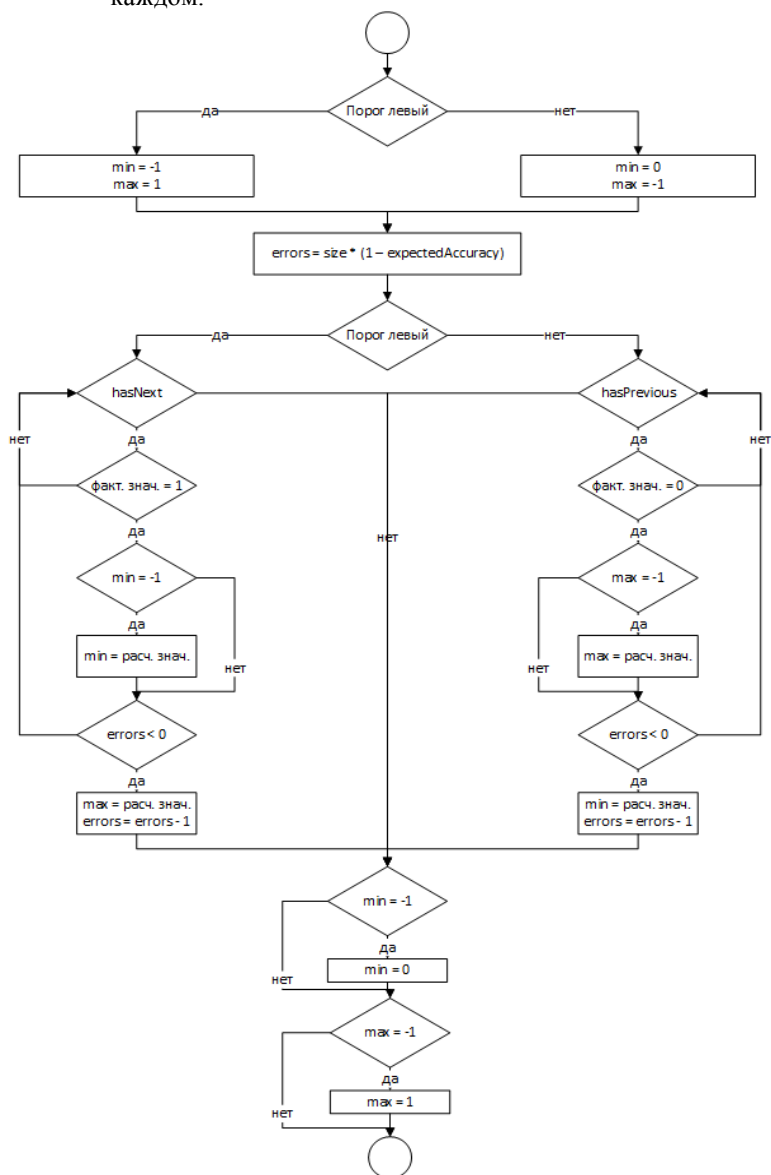 каждом.
Порог левый
да
нет
min = -1
max = 1
min = 0
max = -1
errors = size * (1 – expectedAccuracy)
Порог левый
да
нет
hasNext
hasPrevious
нет
да
да
нет
факт. знач. = 1
факт. знач. = 0
да
нет
да
min = -1
max = -1
да
да
min = расч. знач.
нет
нет
max = расч. знач.
errors < 0
errors < 0
да
да
max = расч. знач.
errors = errors - 1
min = расч. знач.
errors = errors - 1
min = -1
да
min = 0
нет
max = -1
да
max = 1
нет